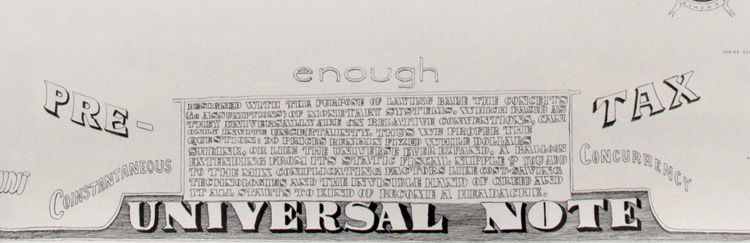 SERIES
enough
PRE-
TAX
DESIGNED WITH THE PURPOSE OF LAYING BARE THE CONCEPTS
(ie ASSUMPTIONS) OF MONETARY SYSTEMS, WHICH BASED AS
THEY UNIVERSALLY ARE ON RELATIVE CONVENTIONS, CAN
ONLY INVITE UNCERTAINTY. THUS WE PROFER THE
QUESTION: DO PRICES REMAIN FIXED WHILE DOLLARS
SHRINK, OR LIKE THE UNIVERSE EVER EXPAND, A BALLOON
EXTENDING FROM ITS STATIC FISCAL NIPPLE? YOU ADD
TO THE MIX COMPLICATING FACTORS LIKE COST-SAVING
TECHNOLOGIES AND THE INVISIBLE HAND OF GREED AND
IT ALL STARTS TO KIND OF BECOME A HEADACHE.
COINSTANTANEOUS
CONCURRENCY
UNIVERSAL NOTE